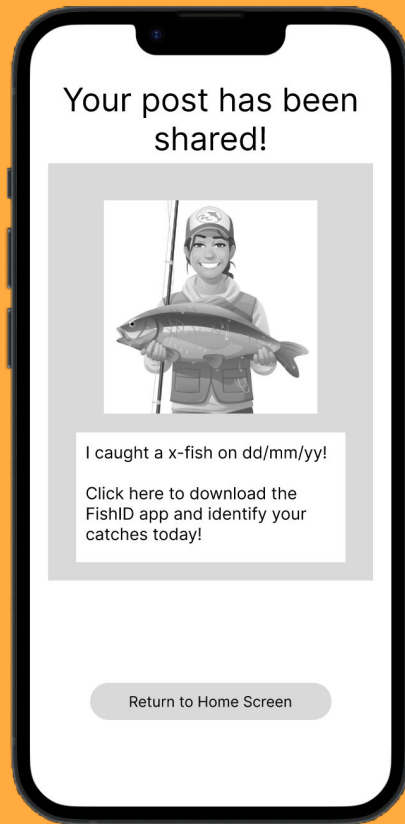 Your post has been
shared!
I caught a x-fish on dd/mm/yy!
Click here to download the
FishID app and identify your
catches today!
Return to Home Screen